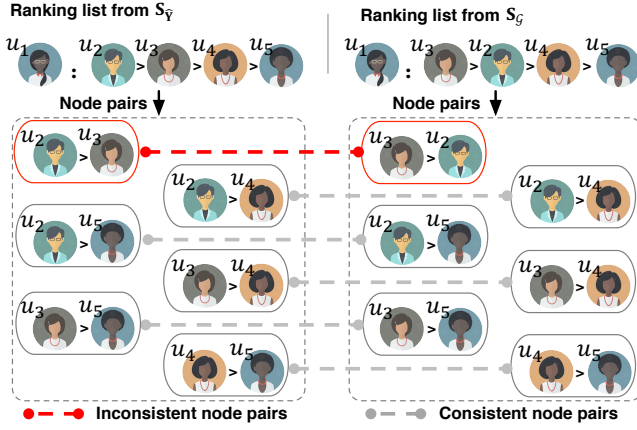 Ranking list from S_Ŷ
Ranking list from S_𝒢
u₁ : u₂ > u₃ > u₄ > u₅
u₁ : u₃ > u₂ > u₄ > u₅
Node pairs
Node pairs
u₂ > u₃
u₃ > u₂
u₂ > u₄
u₂ > u₄
u₂ > u₅
u₂ > u₅
u₃ > u₄
u₃ > u₄
u₃ > u₅
u₃ > u₅
u₄ > u₅
u₄ > u₅
Inconsistent node pairs
Consistent node pairs